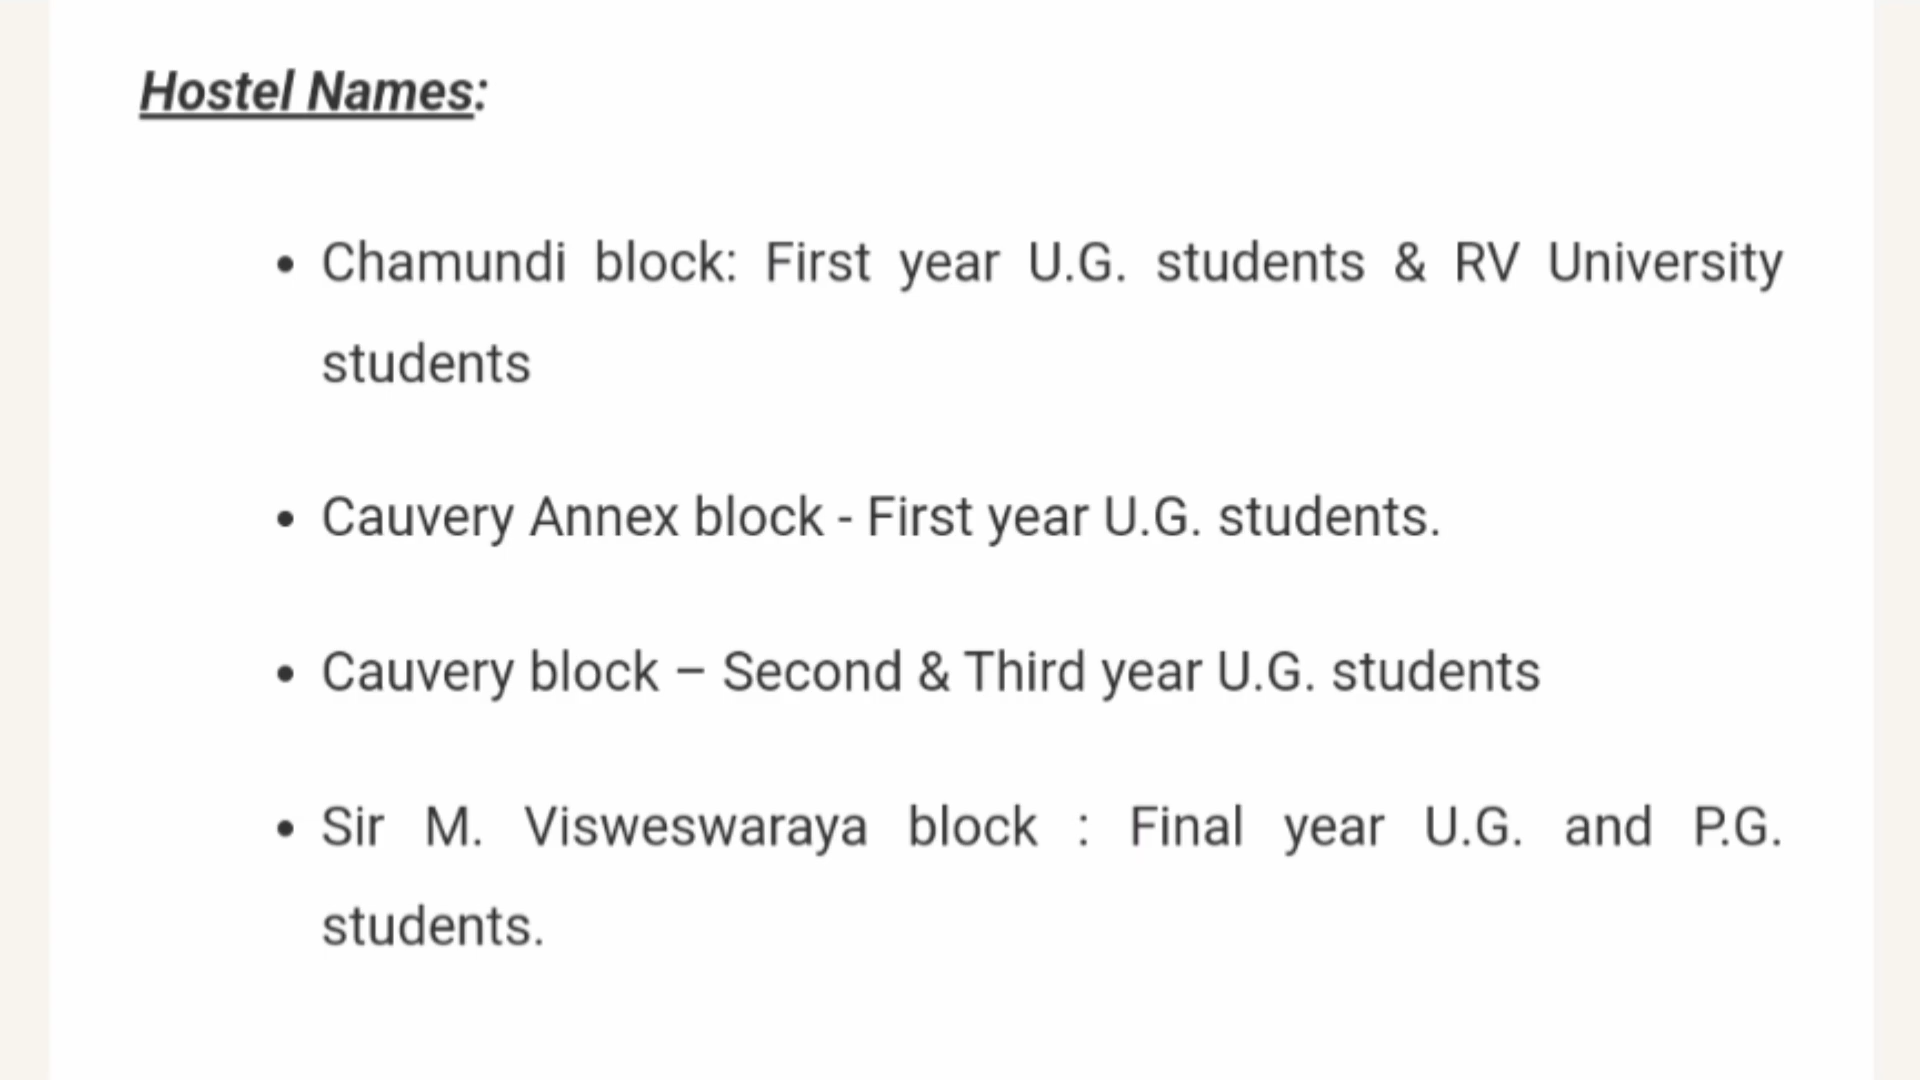 Hostel Names:
• Chamundi block: First year U.G. students & RV University
students
• Cauvery Annex block - First year U.G. students.
• Cauvery block – Second & Third year U.G. students
• Sir M. Visweswaraya block : Final year U.G. and P.G.
students.